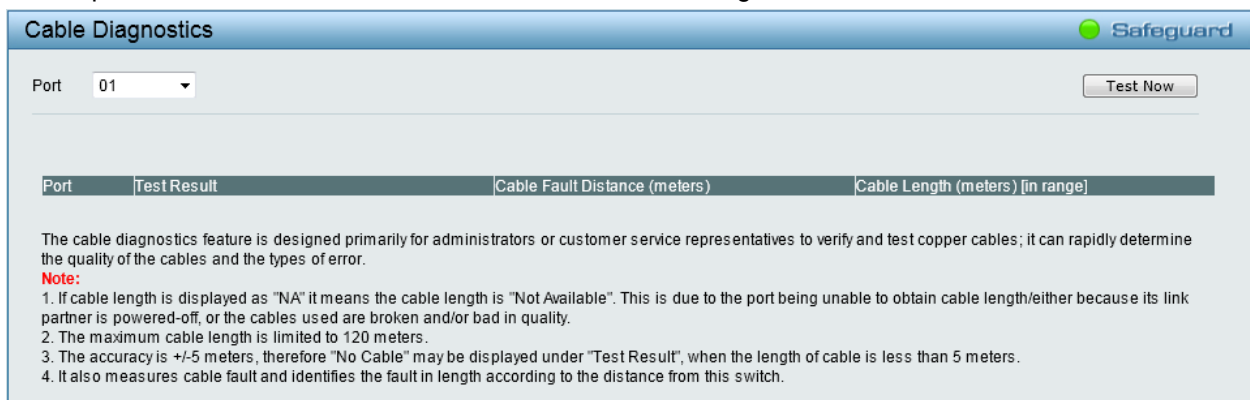 Cable Diagnostics
Safeguard
Port 01 Test Now
Port Test Result Cable Fault Distance (meters) Cable Length (meters) [in range]
The cable diagnostics feature is designed primarily for administrators or customer service representatives to verify and test copper cables; it can rapidly determine
the quality of the cables and the types of error.
Note:
1. If cable length is displayed as "NA" it means the cable length is "Not Available". This is due to the port being unable to obtain cable length/either because its link
partner is powered-off, or the cables used are broken and/or bad in quality.
2. The maximum cable length is limited to 120 meters.
3. The accuracy is +/-5 meters, therefore "No Cable" may be displayed under "Test Result", when the length of cable is less than 5 meters.
4. It also measures cable fault and identifies the fault in length according to the distance from this switch.